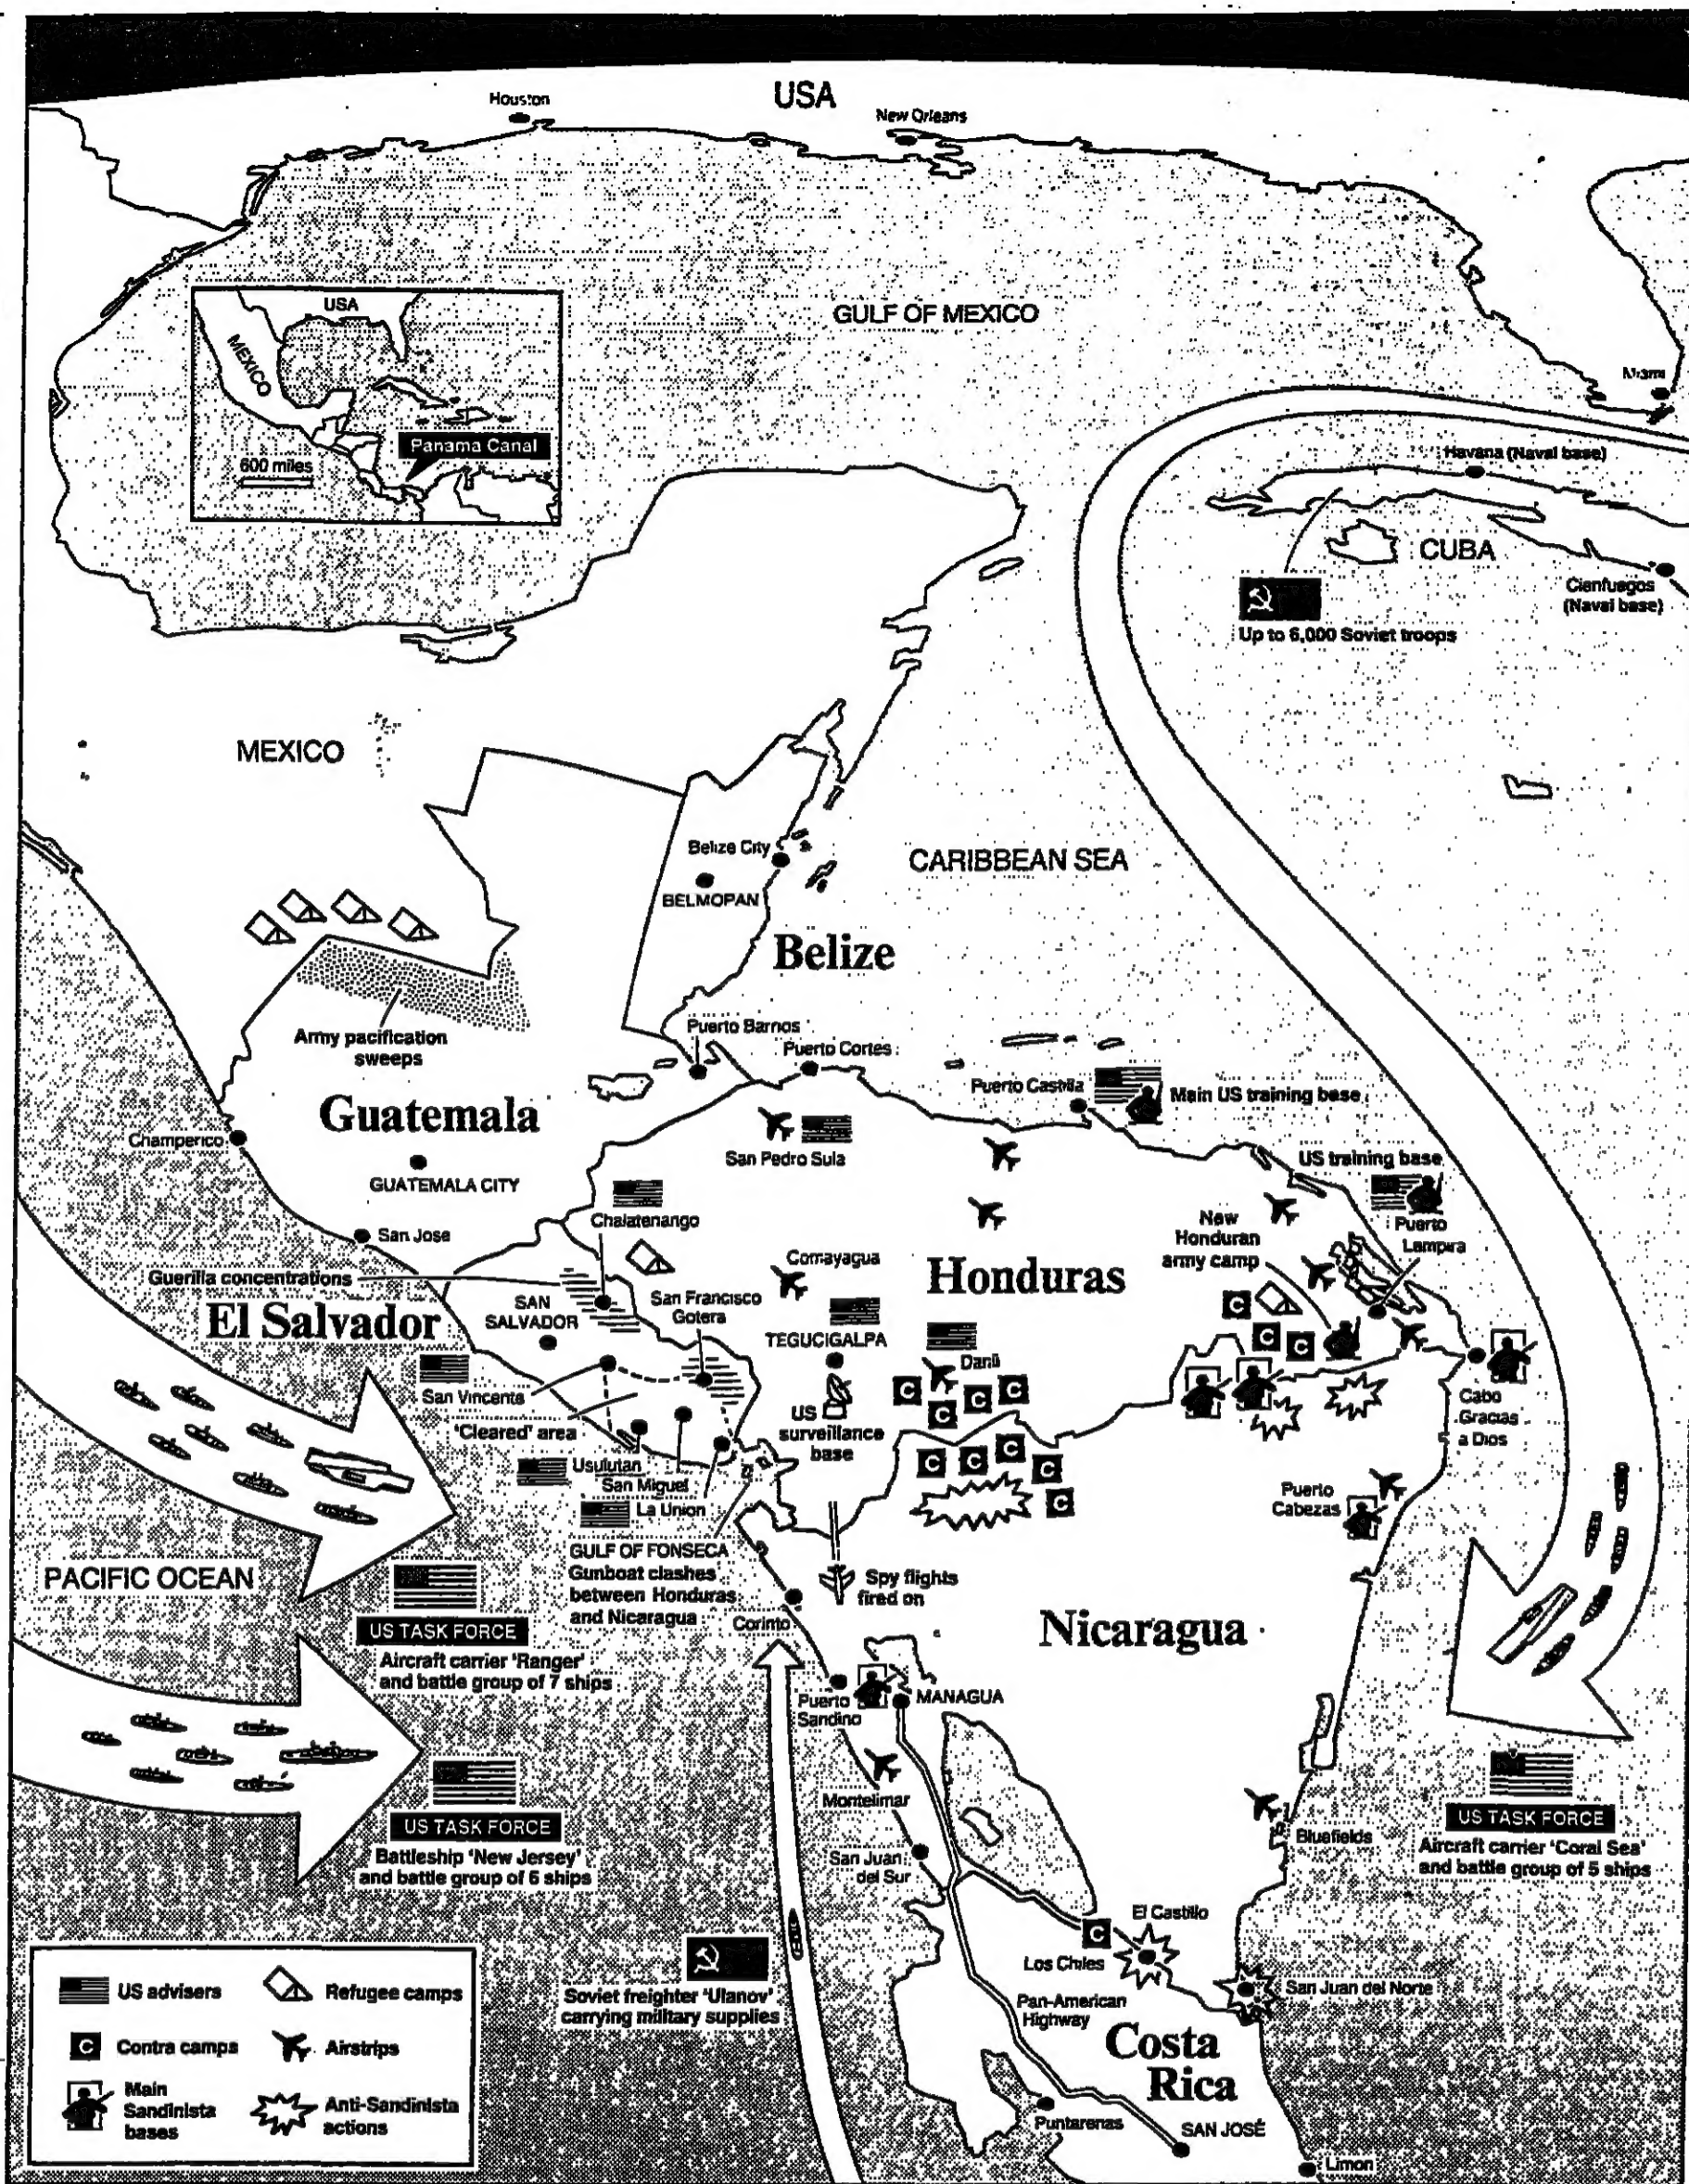 Houston
USA
New Orleans
USA
MEXICO
Panama Canal
600 miles
GULF OF MEXICO
Miami
Havana (Naval base)
CUBA
Cienfuegos
(Naval base)
Up to 6,000 Soviet troops
MEXICO
Belize City
BELMOPAN
CARIBBEAN SEA
Belize
Army pacification
sweeps
Puerto Barrios
Puerto Cortes
Puerto Castilla
Main US training base
Guatemala
Champerico
San Pedro Sula
GUATEMALA CITY
US training base
San Jose
Chalatenango
New
Honduran
army camp
Puerto
Lempira
Guerilla concentrations
Comayagua
Honduras
El Salvador
SAN
SALVADOR
San Francisco
Gotera
TEGUCIGALPA
Danli
San Vincente
'Cleared' area
US
surveillance
base
C
C
C
C
C
C
C
C
C
C
C
C
Cabo
Gracias
a Dios
Usulutan
San Miguel
La Union
Puerto
Cabezas
GULF OF FONSECA
Gunboat clashes
between Honduras
and Nicaragua
Spy flights
fired on
PACIFIC OCEAN
Corinto
Nicaragua
US TASK FORCE
Aircraft carrier 'Ranger'
and battle group of 7 ships
Puerto
Sandino
MANAGUA
Montelimar
US TASK FORCE
Battleship 'New Jersey'
and battle group of 6 ships
San Juan
del Sur
Bluefields
US TASK FORCE
Aircraft carrier 'Coral Sea'
and battle group of 5 ships
El Castillo
C
Los Chiles
San Juan del Norte
Pan-American
Highway
Soviet freighter 'Ulanov'
carrying military supplies
Costa
Rica
Puntarenas
SAN JOSÉ
Limon
US advisers
Refugee camps
C
Contra camps
Airstrips
Main
Sandinista
bases
Anti-Sandinista
actions